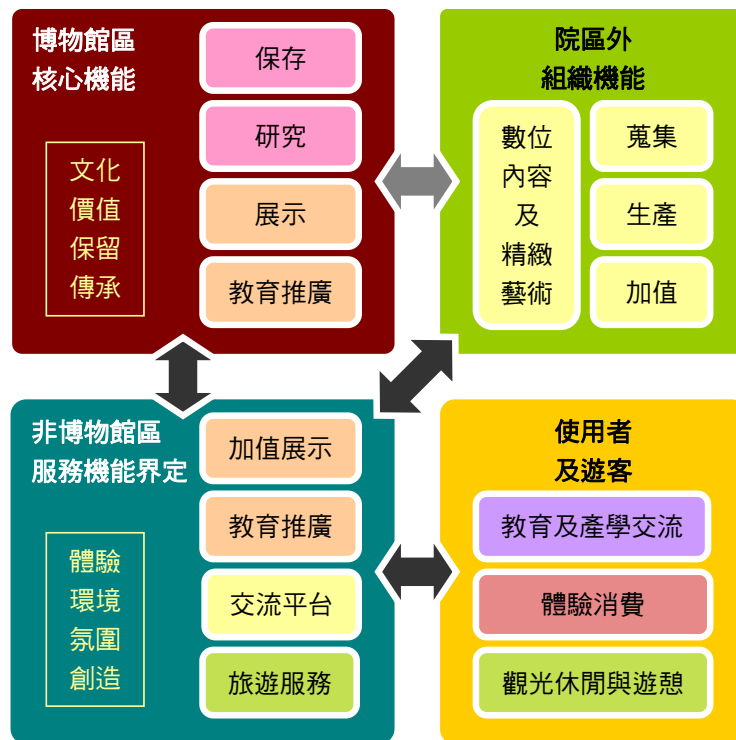 博物館區
核心機能
文化
價值
保留
傳承
保存
研究
展示
教育推廣
院區外
組織機能
數位
內容
及
精緻
藝術
蒐集
生產
加值
非博物館區
服務機能界定
體驗
環境
氛圍
創造
加值展示
教育推廣
交流平台
旅遊服務
使用者
及遊客
教育及產學交流
體驗消費
觀光休閒與遊憩